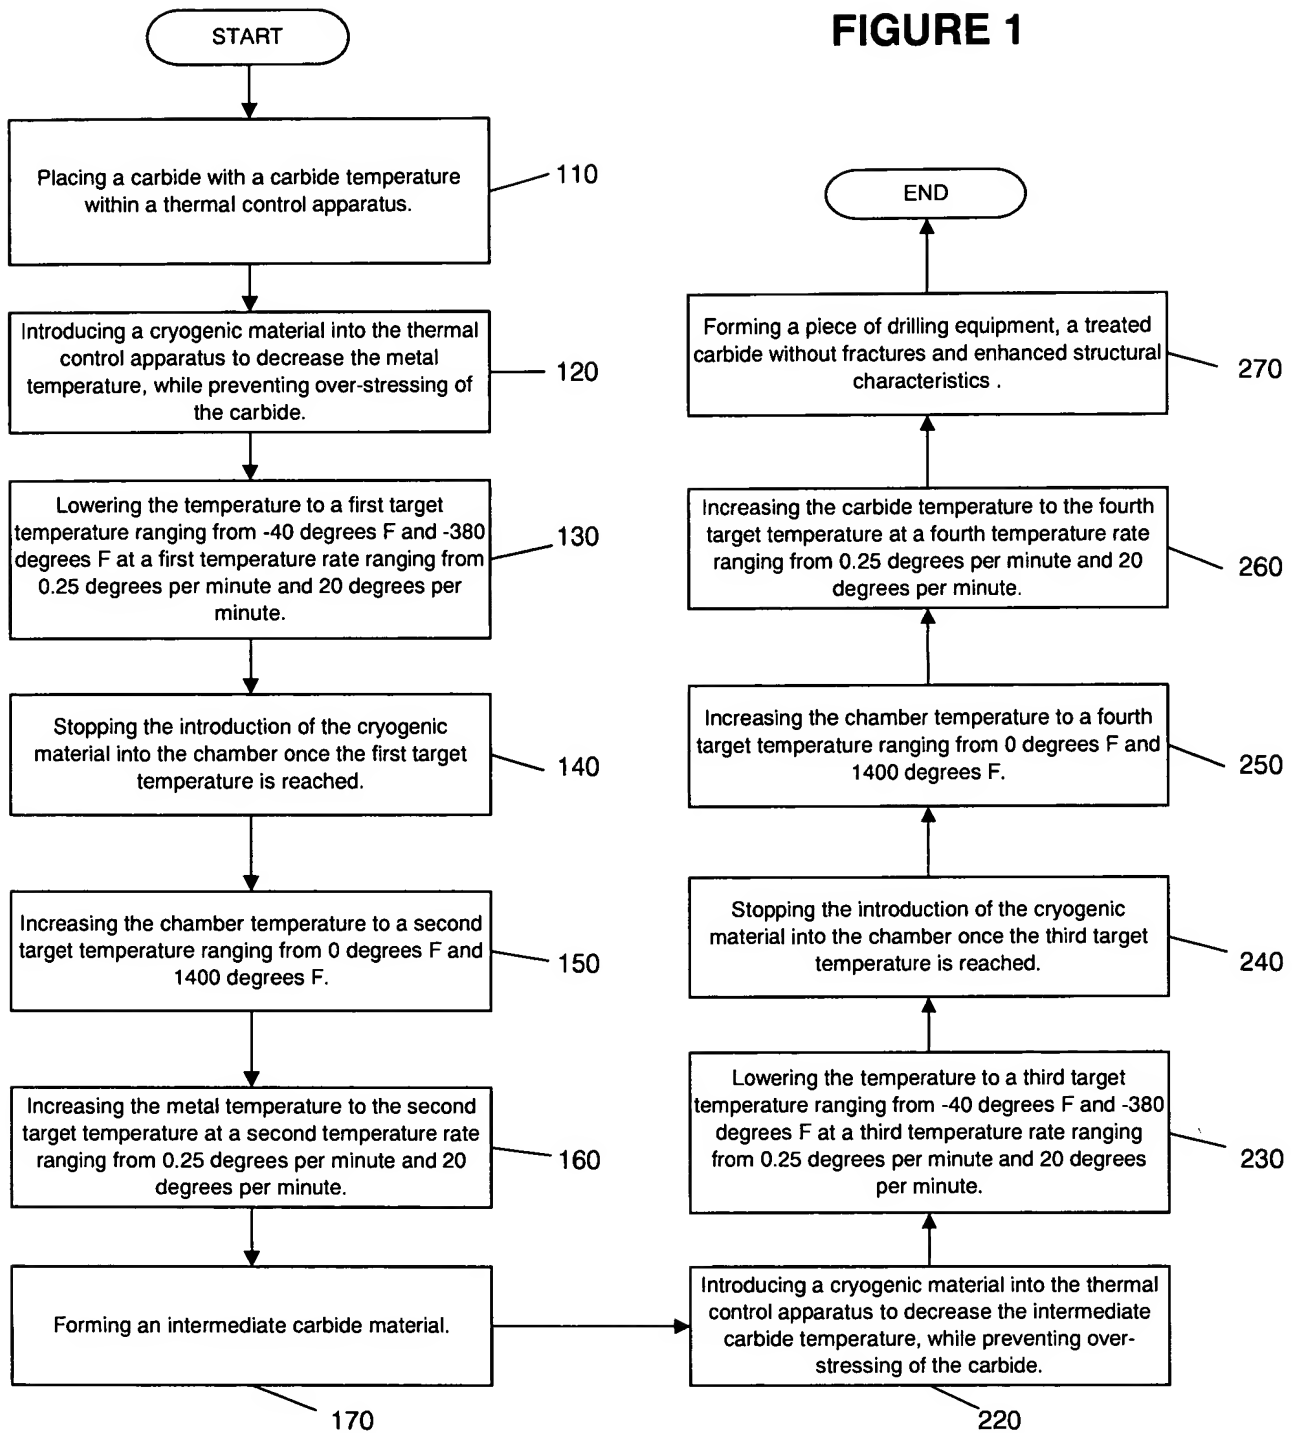 FIGURE 1
START
Placing a carbide with a carbide temperature
within a thermal control apparatus.
110
Introducing a cryogenic material into the thermal
control apparatus to decrease the metal
temperature, while preventing over-stressing of
the carbide.
120
Lowering the temperature to a first target
temperature ranging from -40 degrees F and -380
degrees F at a first temperature rate ranging from
0.25 degrees per minute and 20 degrees per
minute.
130
Stopping the introduction of the cryogenic
material into the chamber once the first target
temperature is reached.
140
Increasing the chamber temperature to a second
target temperature ranging from 0 degrees F and
1400 degrees F.
150
Increasing the metal temperature to the second
target temperature at a second temperature rate
ranging from 0.25 degrees per minute and 20
degrees per minute.
160
Forming an intermediate carbide material.
170
Introducing a cryogenic material into the thermal
control apparatus to decrease the intermediate
carbide temperature, while preventing over-
stressing of the carbide.
220
Lowering the temperature to a third target
temperature ranging from -40 degrees F and -380
degrees F at a third temperature rate ranging
from 0.25 degrees per minute and 20 degrees
per minute.
230
Stopping the introduction of the cryogenic
material into the chamber once the third target
temperature is reached.
240
Increasing the chamber temperature to a fourth
target temperature ranging from 0 degrees F and
1400 degrees F.
250
Increasing the carbide temperature to the fourth
target temperature at a fourth temperature rate
ranging from 0.25 degrees per minute and 20
degrees per minute.
260
Forming a piece of drilling equipment, a treated
carbide without fractures and enhanced structural
characteristics .
270
END